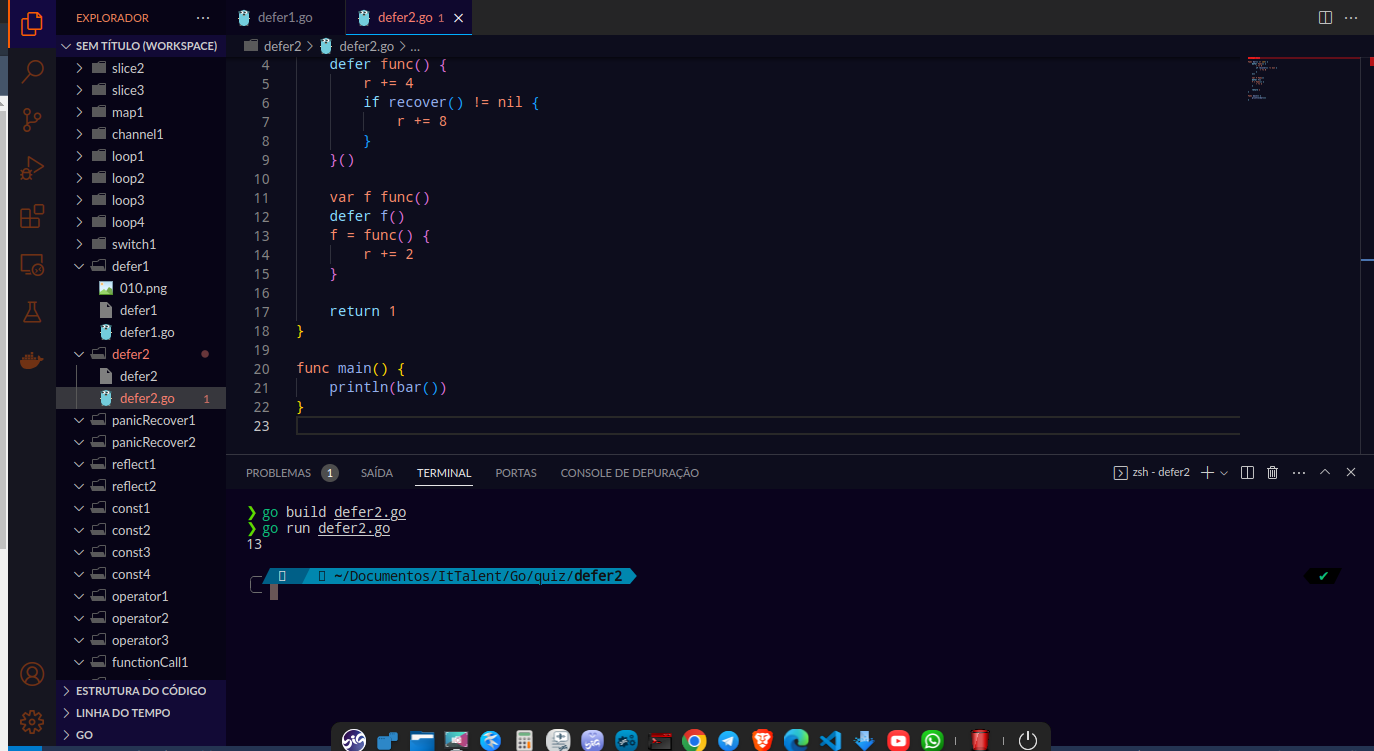 EXPLORADOR
defer1.go
defer2.go 1
SEM TÍTULO (WORKSPACE)
defer2 > defer2.go > ...
slice2
slice3
map1
channel1
loop1
loop2
loop3
loop4
switch1
defer1
010.png
defer1
defer1.go
defer2
defer2
defer2.go 1
panicRecover1
panicRecover2
reflect1
reflect2
const1
const2
const3
const4
operator1
operator2
operator3
functionCall1
ESTRUTURA DO CÓDIGO
LINHA DO TEMPO
GO
4 defer func() {
5 r += 4
6 if recover() != nil {
7 r += 8
8 }
9 }()
10
11 var f func()
12 defer f()
13 f = func() {
14 r += 2
15 }
16
17 return 1
18 }
19
20 func main() {
21 println(bar())
22 }
23
PROBLEMAS 1 SAÍDA TERMINAL PORTAS CONSOLE DE DEPURAÇÃO
zsh - defer2
❯ go build defer2.go
❯ go run defer2.go
13
~/Documentos/ItTalent/Go/quiz/defer2